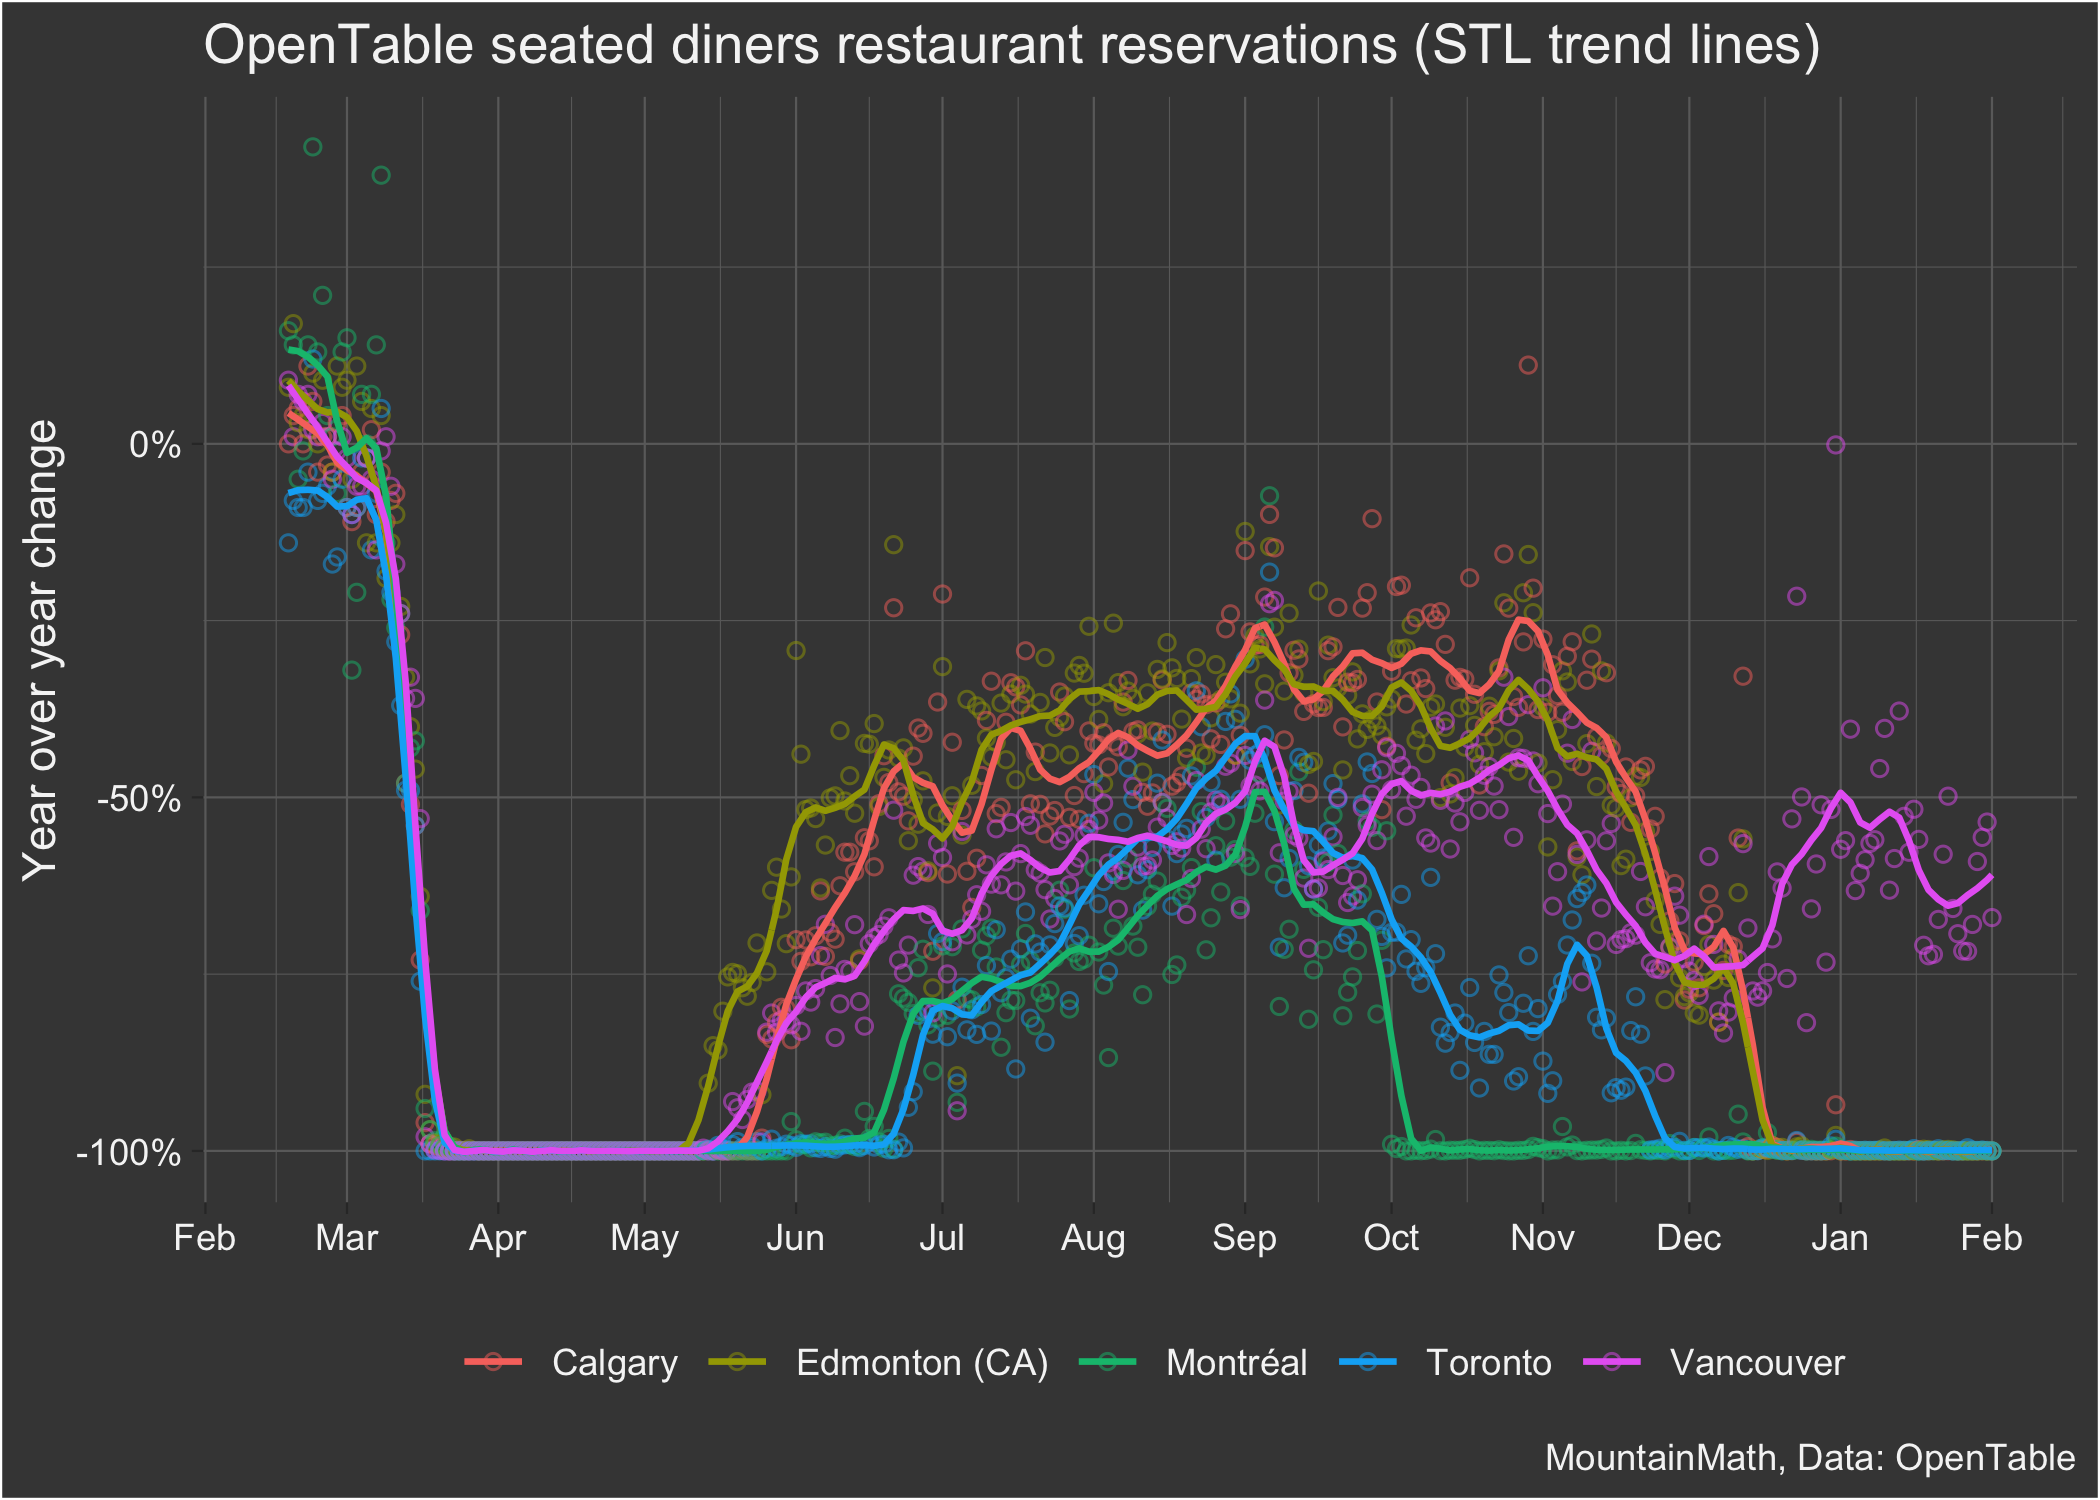 OpenTable seated diners restaurant reservations (STL trend lines)
Year over year change
0%
-50%
-100%
Feb Mar Apr May Jun Jul Aug Sep Oct Nov Dec Jan Feb
Calgary Edmonton (CA) Montréal Toronto Vancouver
MountainMath, Data: OpenTable